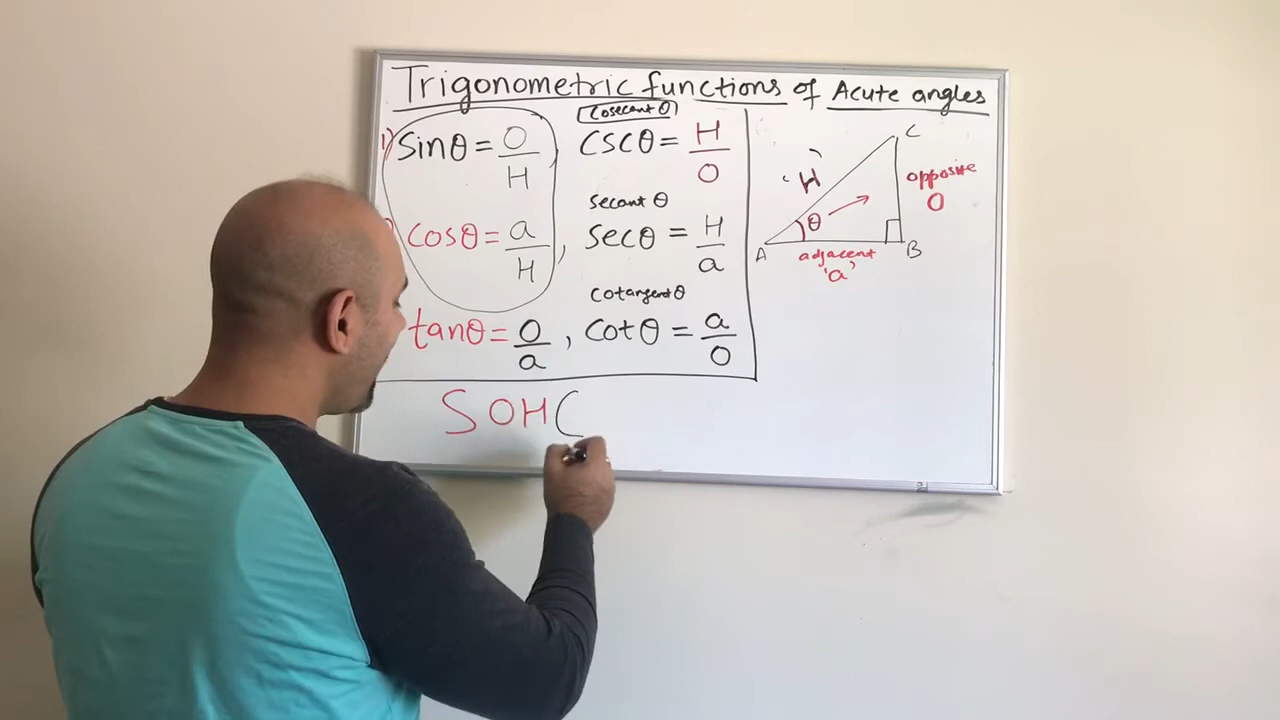 Trigonometric functions of Acute angles
Cosecant θ
1) Sinθ = O/H
CSCθ = H/O
secant θ
cosθ = a/H ,
secθ = H/a
cotangent θ
tanθ = O/a , cotθ = a/O
SOHC
C
"H"
opposite
O
θ
A
B
adjacent
'a'